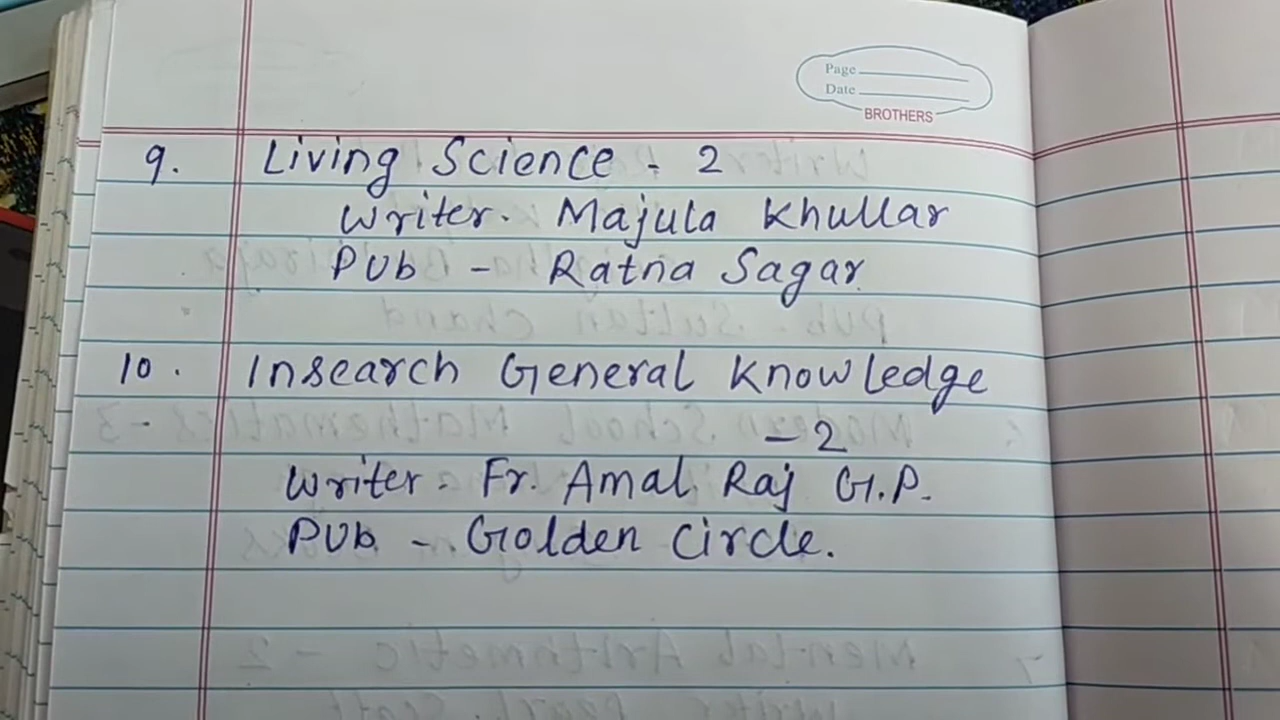 Page
Date
BROTHERS
9. Living Science - 2
Writer. Majula Khullar
Pub - Ratna Sagar
10. Insearch General Knowledge
- 2
Writer - Fr. Amal Raj G.P.
Pub - Golden Circle.